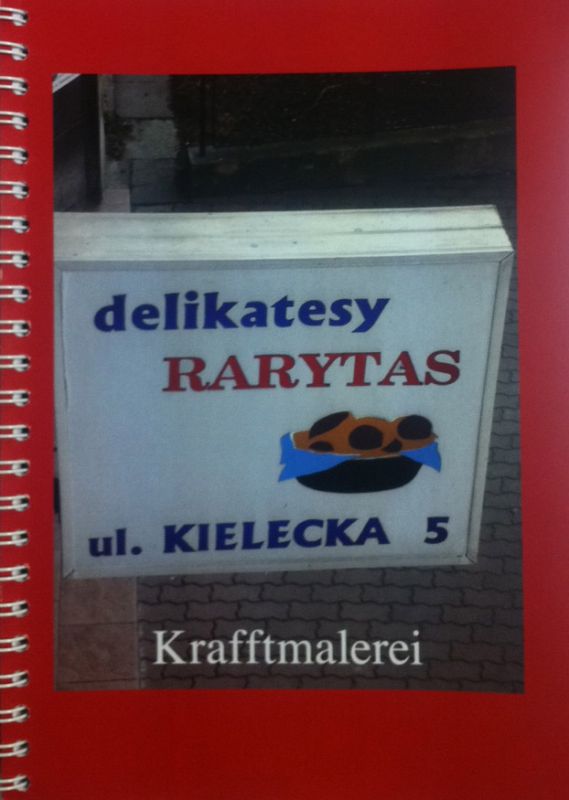 delikatesy
RARYTAS
ul. KIELECKA 5
Krafftmalerei